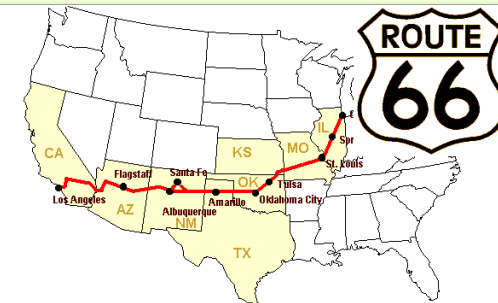 ROUTE
66
CA
AZ
NM
TX
OK
KS
MO
IL
Los Angeles
Flagstaff
Santa Fe
Albuquerque
Amarillo
Oklahoma City
Tulsa
St. Louis
Spr